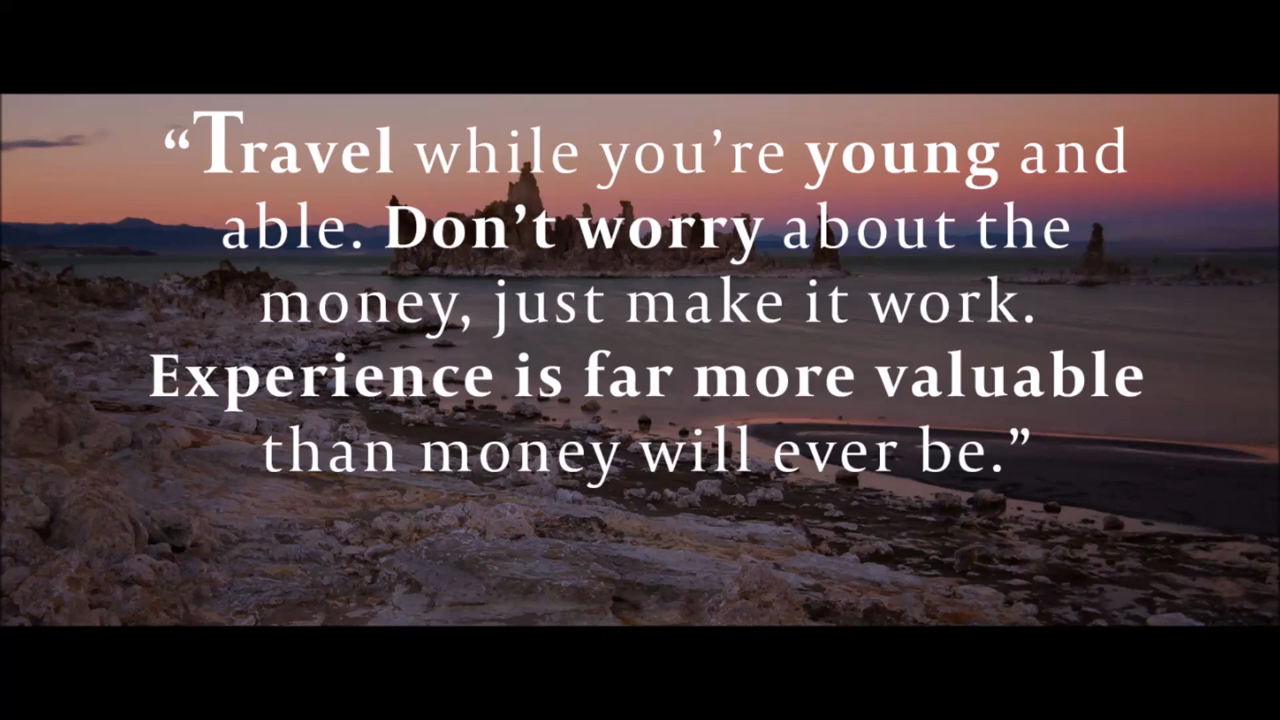 “Travel while you’re young and
able. Don’t worry about the
money, just make it work.
Experience is far more valuable
than money will ever be.”